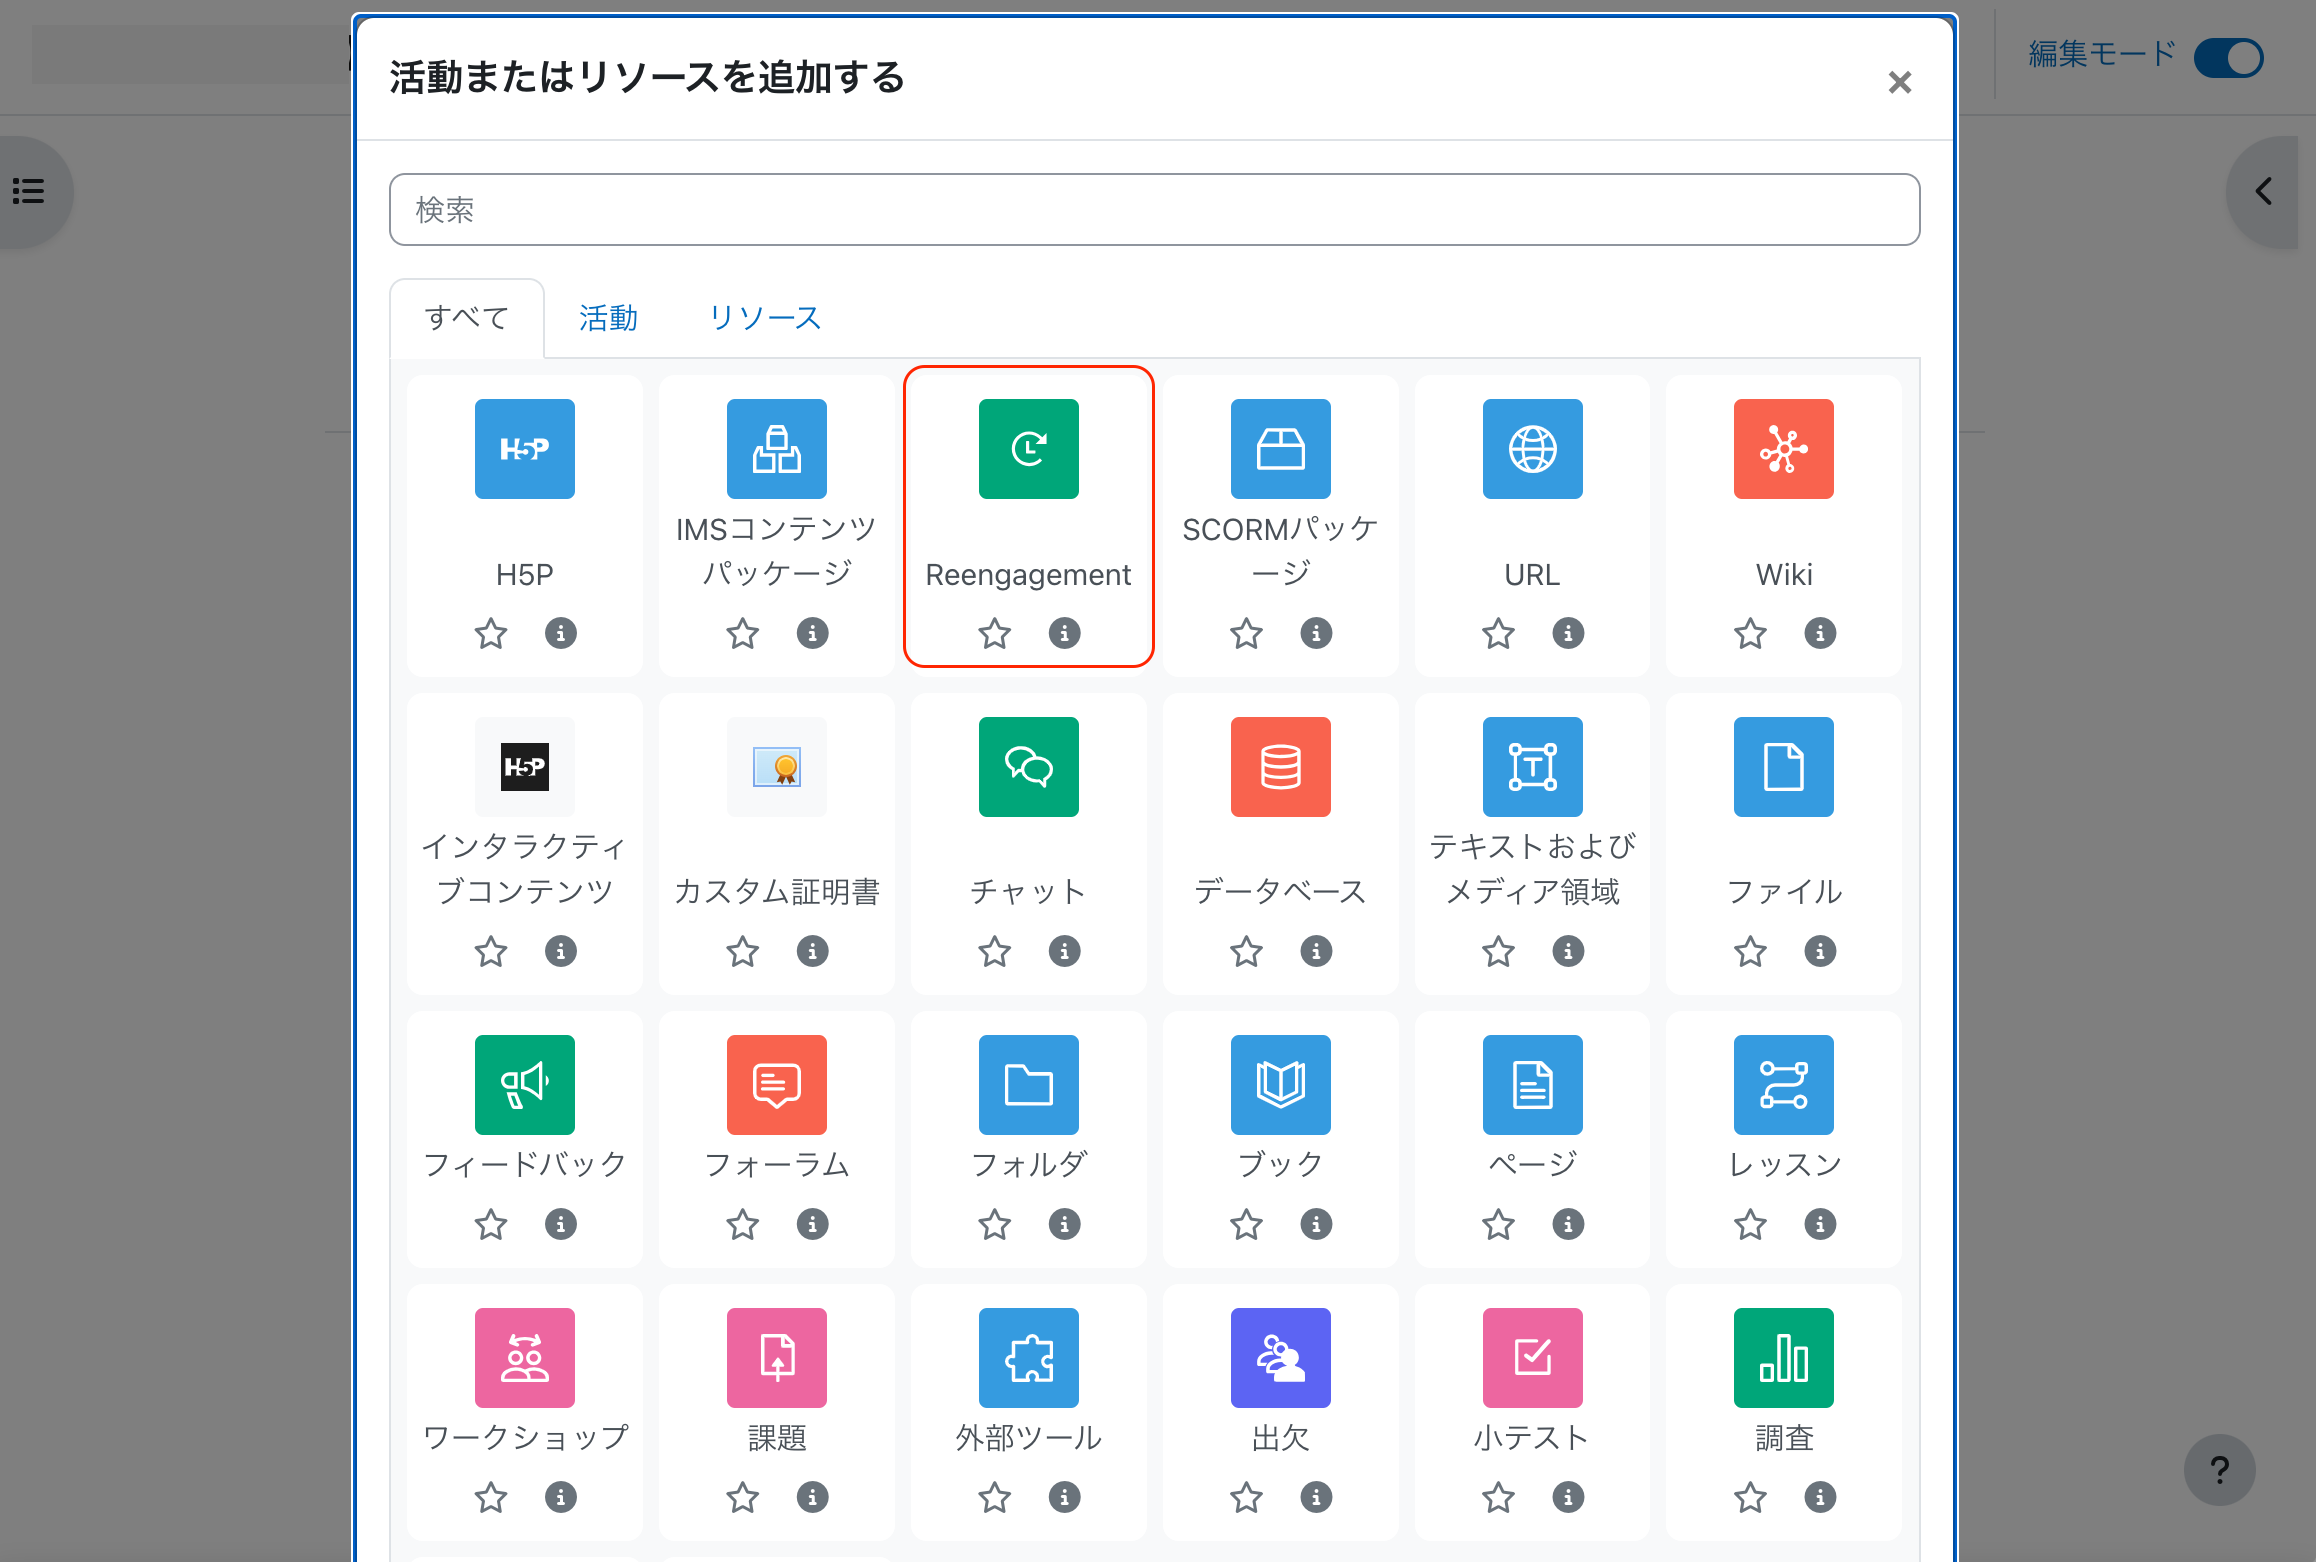 活動またはリソースを追加する
編集モード
検索
すべて
活動
リソース
H5P
H5P
IMSコンテンツ
パッケージ
Reengagement
SCORMパッケ
ージ
URL
Wiki
H5P
インタラクティ
ブコンテンツ
カスタム証明書
チャット
データベース
T
テキストおよび
メディア領域
ファイル
フィードバック
フォーラム
フォルダ
ブック
ページ
レッスン
ワークショップ
課題
外部ツール
出欠
小テスト
調査
?